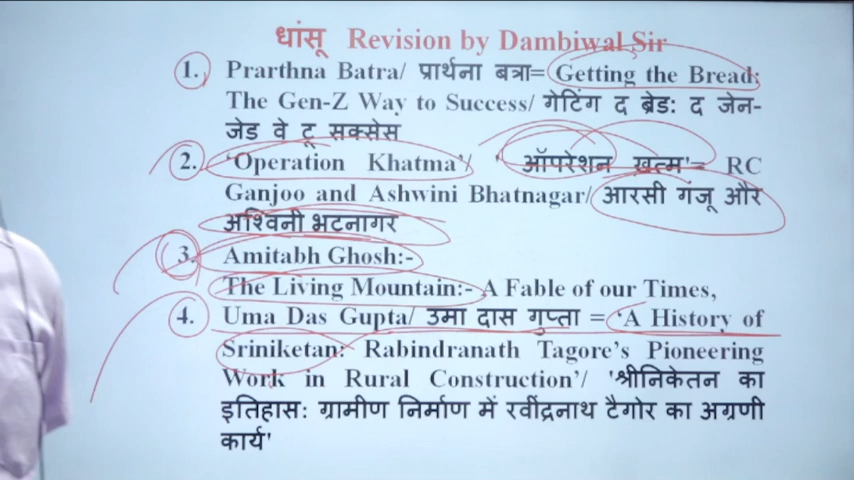 धांसू Revision by Dambiwal Sir
1. Prarthna Batra/ प्रार्थना बत्रा= Getting the Bread:
The Gen-Z Way to Success/ गेटिंग द ब्रेड: द जेन-
जेड वे टू सक्सेस
2. 'Operation Khatma'/ 'ऑपरेशन खत्म'= RC
Ganjoo and Ashwini Bhatnagar/ आरसी गंजू और
अश्विनी भटनागर
3. Amitabh Ghosh:-
The Living Mountain:- A Fable of our Times,
4. Uma Das Gupta/ उमा दास गुप्ता = 'A History of
Sriniketan: Rabindranath Tagore's Pioneering
Work in Rural Construction'/ 'श्रीनिकेतन का
इतिहास: ग्रामीण निर्माण में रवींद्रनाथ टैगोर का अग्रणी
कार्य'